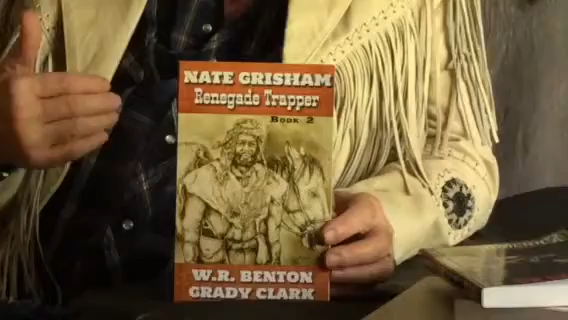 NATE GRISHAM
Renegade Trapper
BOOK 2
W.R. BENTON
GRADY CLARK